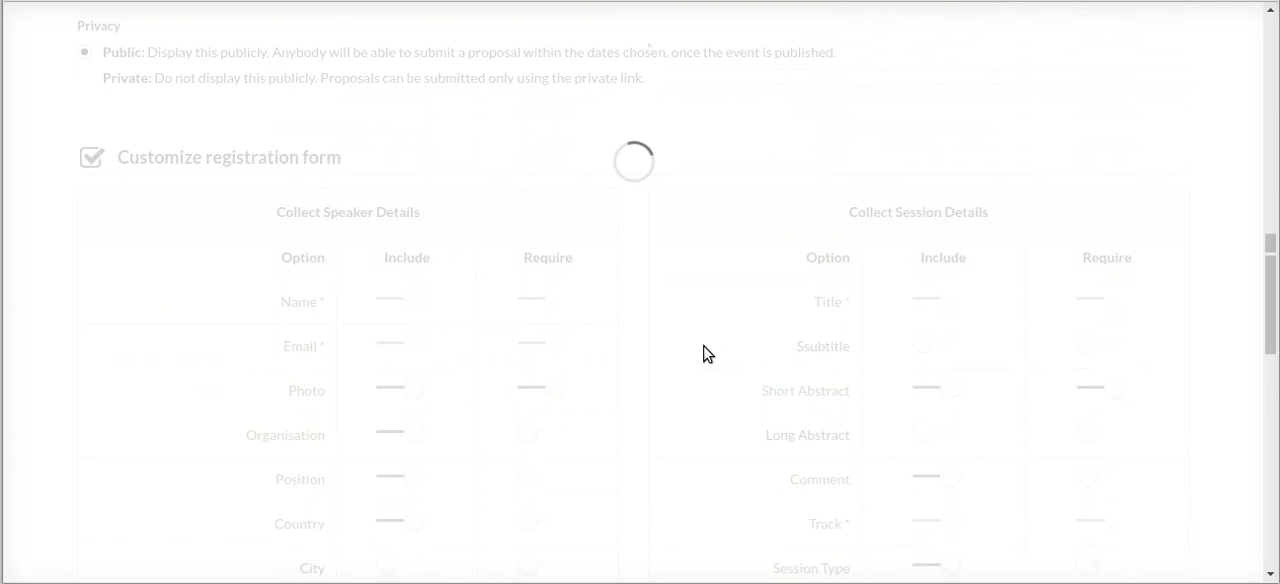 Privacy
Public: Display this publicly. Anybody will be able to submit a proposal within the dates chosen, once the event is published.
Private: Do not display this publicly. Proposals can be submitted only using the private link.
Customize registration form
Collect Speaker Details
Option Include Require
Name *
Email *
Photo
Organisation
Position
Country
City
Collect Session Details
Option Include Require
Title *
Ssubtitle
Short Abstract
Long Abstract
Comment
Track *
Session Type